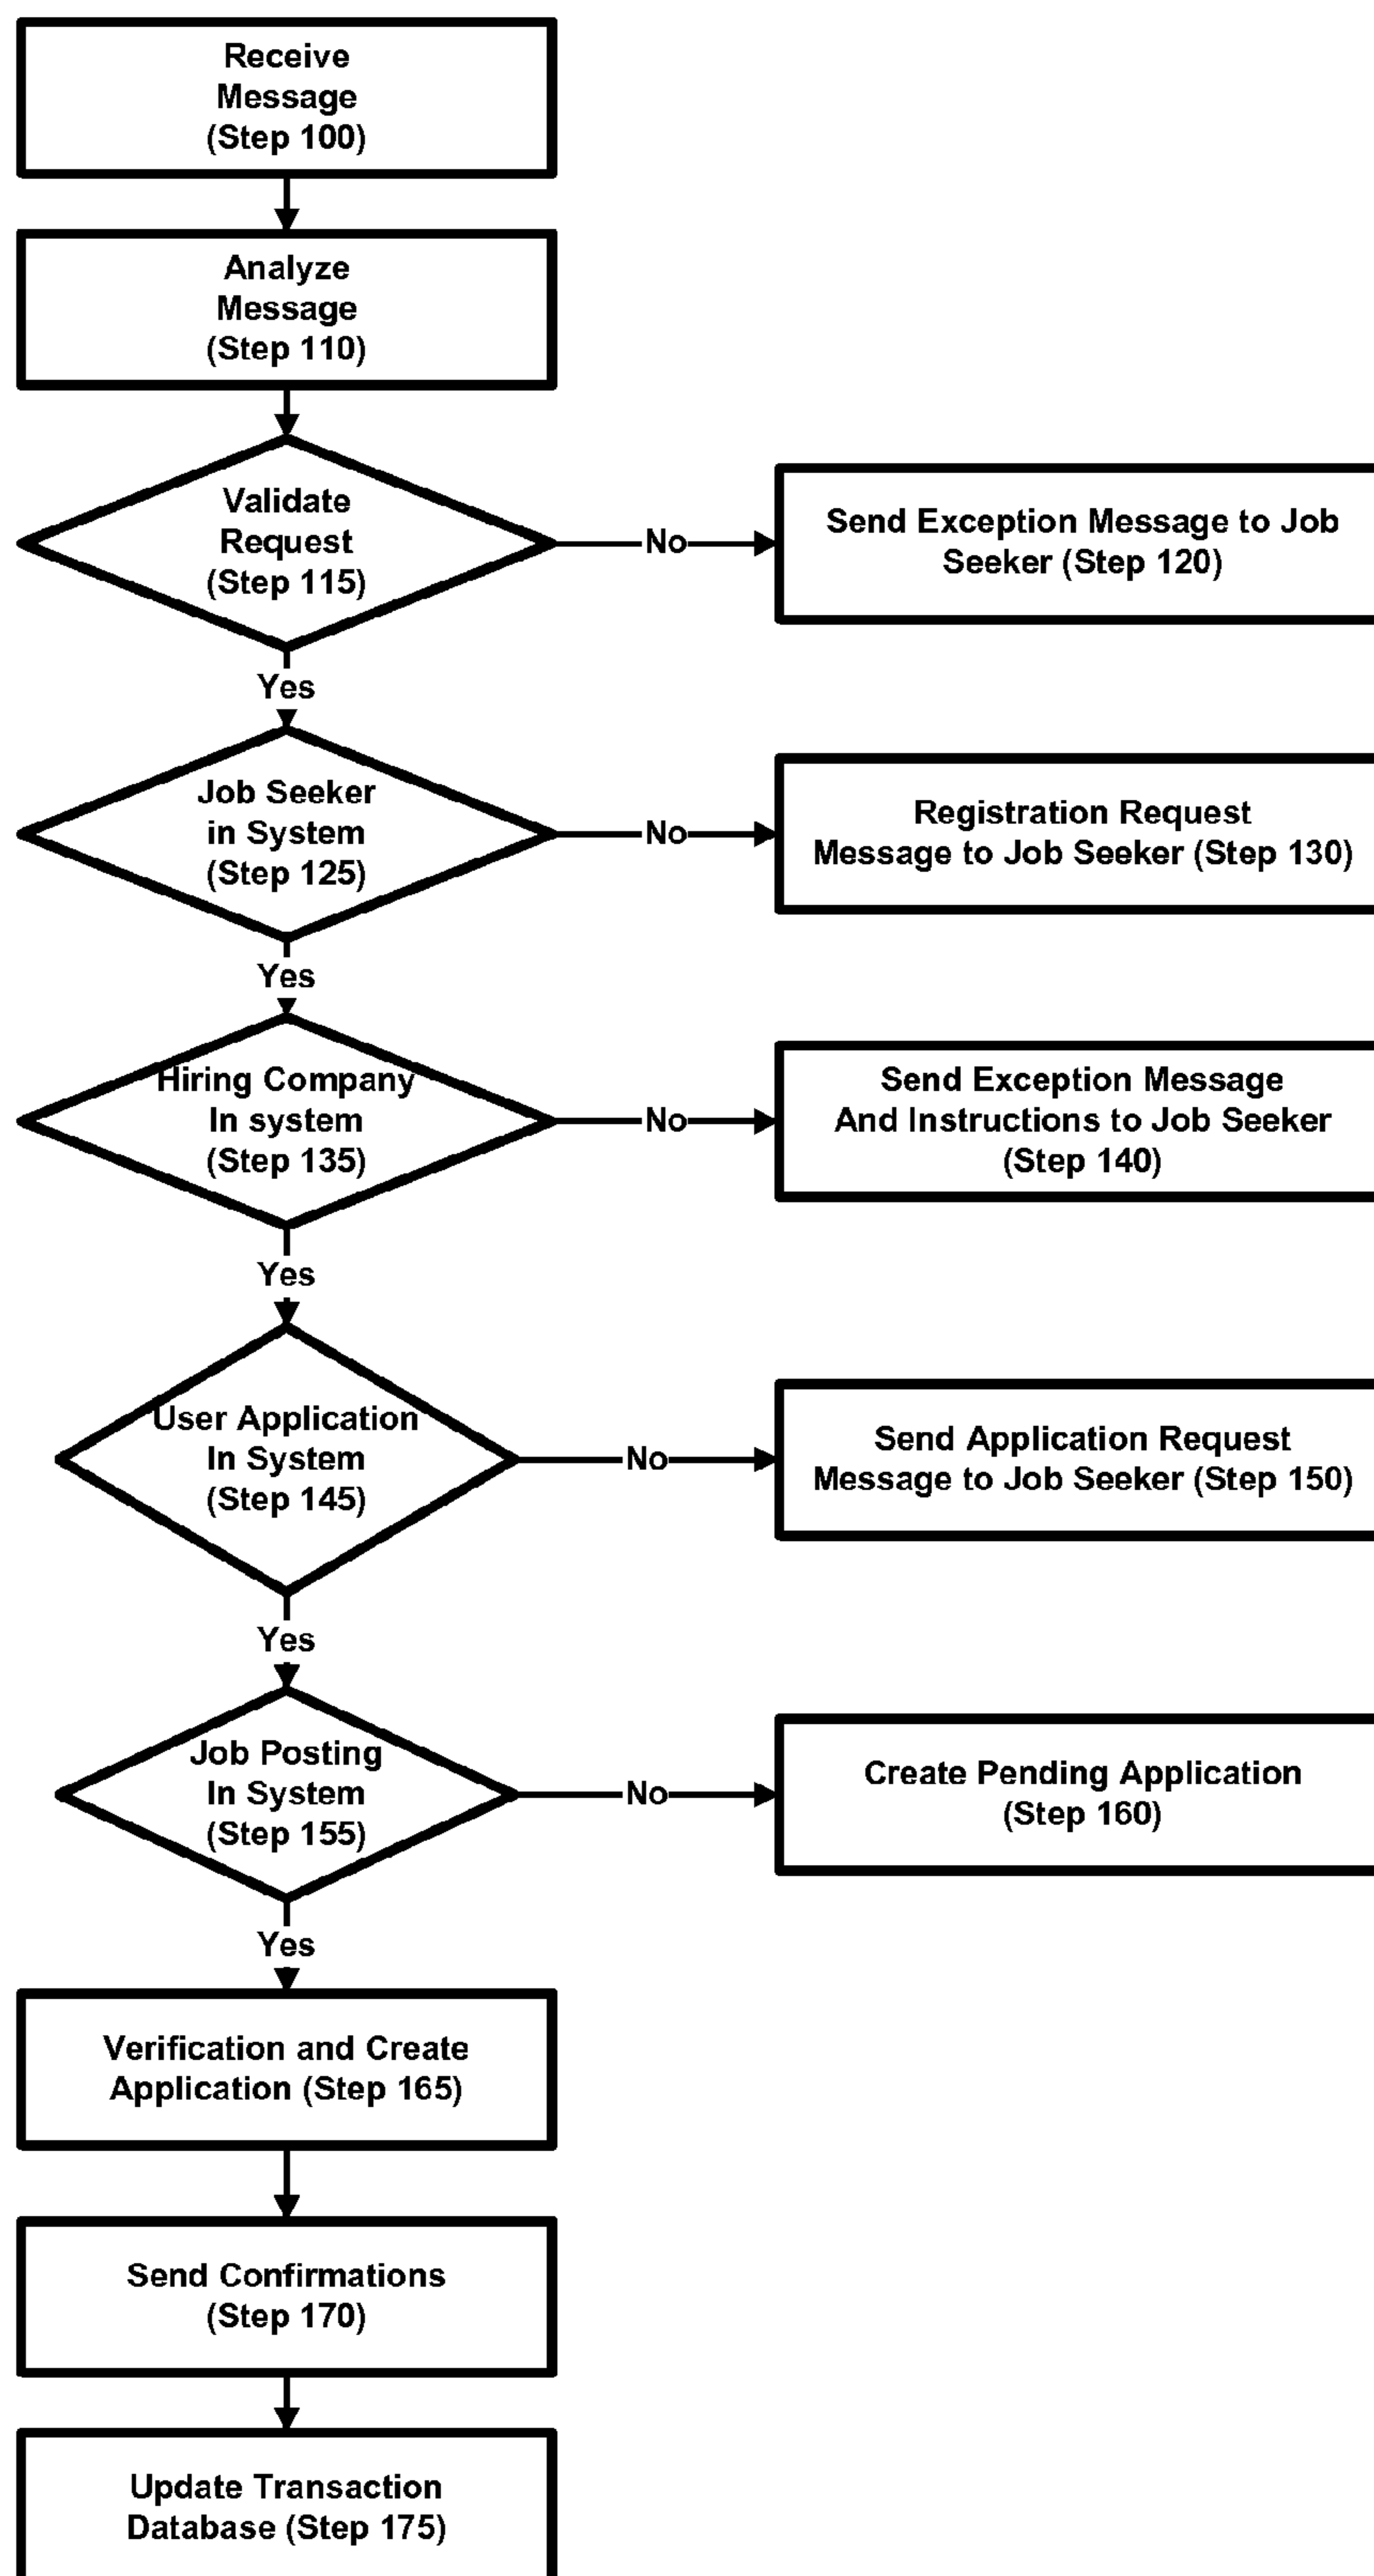 Receive
Message
(Step 100)
Analyze
Message
(Step 110)
Validate
Request
(Step 115)
No
Send Exception Message to Job
Seeker (Step 120)
Yes
Job Seeker
in System
(Step 125)
No
Registration Request
Message to Job Seeker (Step 130)
Yes
Hiring Company
In system
(Step 135)
No
Send Exception Message
And Instructions to Job Seeker
(Step 140)
Yes
User Application
In System
(Step 145)
No
Send Application Request
Message to Job Seeker (Step 150)
Yes
Job Posting
In System
(Step 155)
No
Create Pending Application
(Step 160)
Yes
Verification and Create
Application (Step 165)
Send Confirmations
(Step 170)
Update Transaction
Database (Step 175)